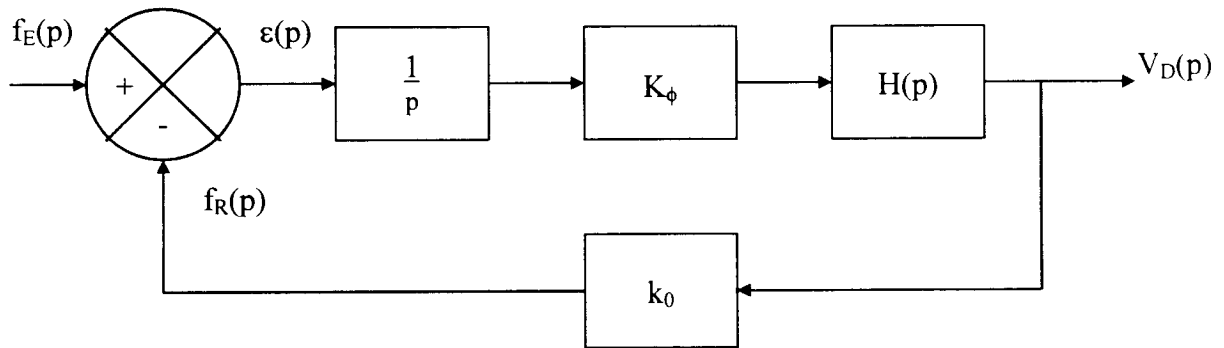 f_E(p)
ε(p)
+
-
1
p
K_ϕ
H(p)
V_D(p)
f_R(p)
k_0